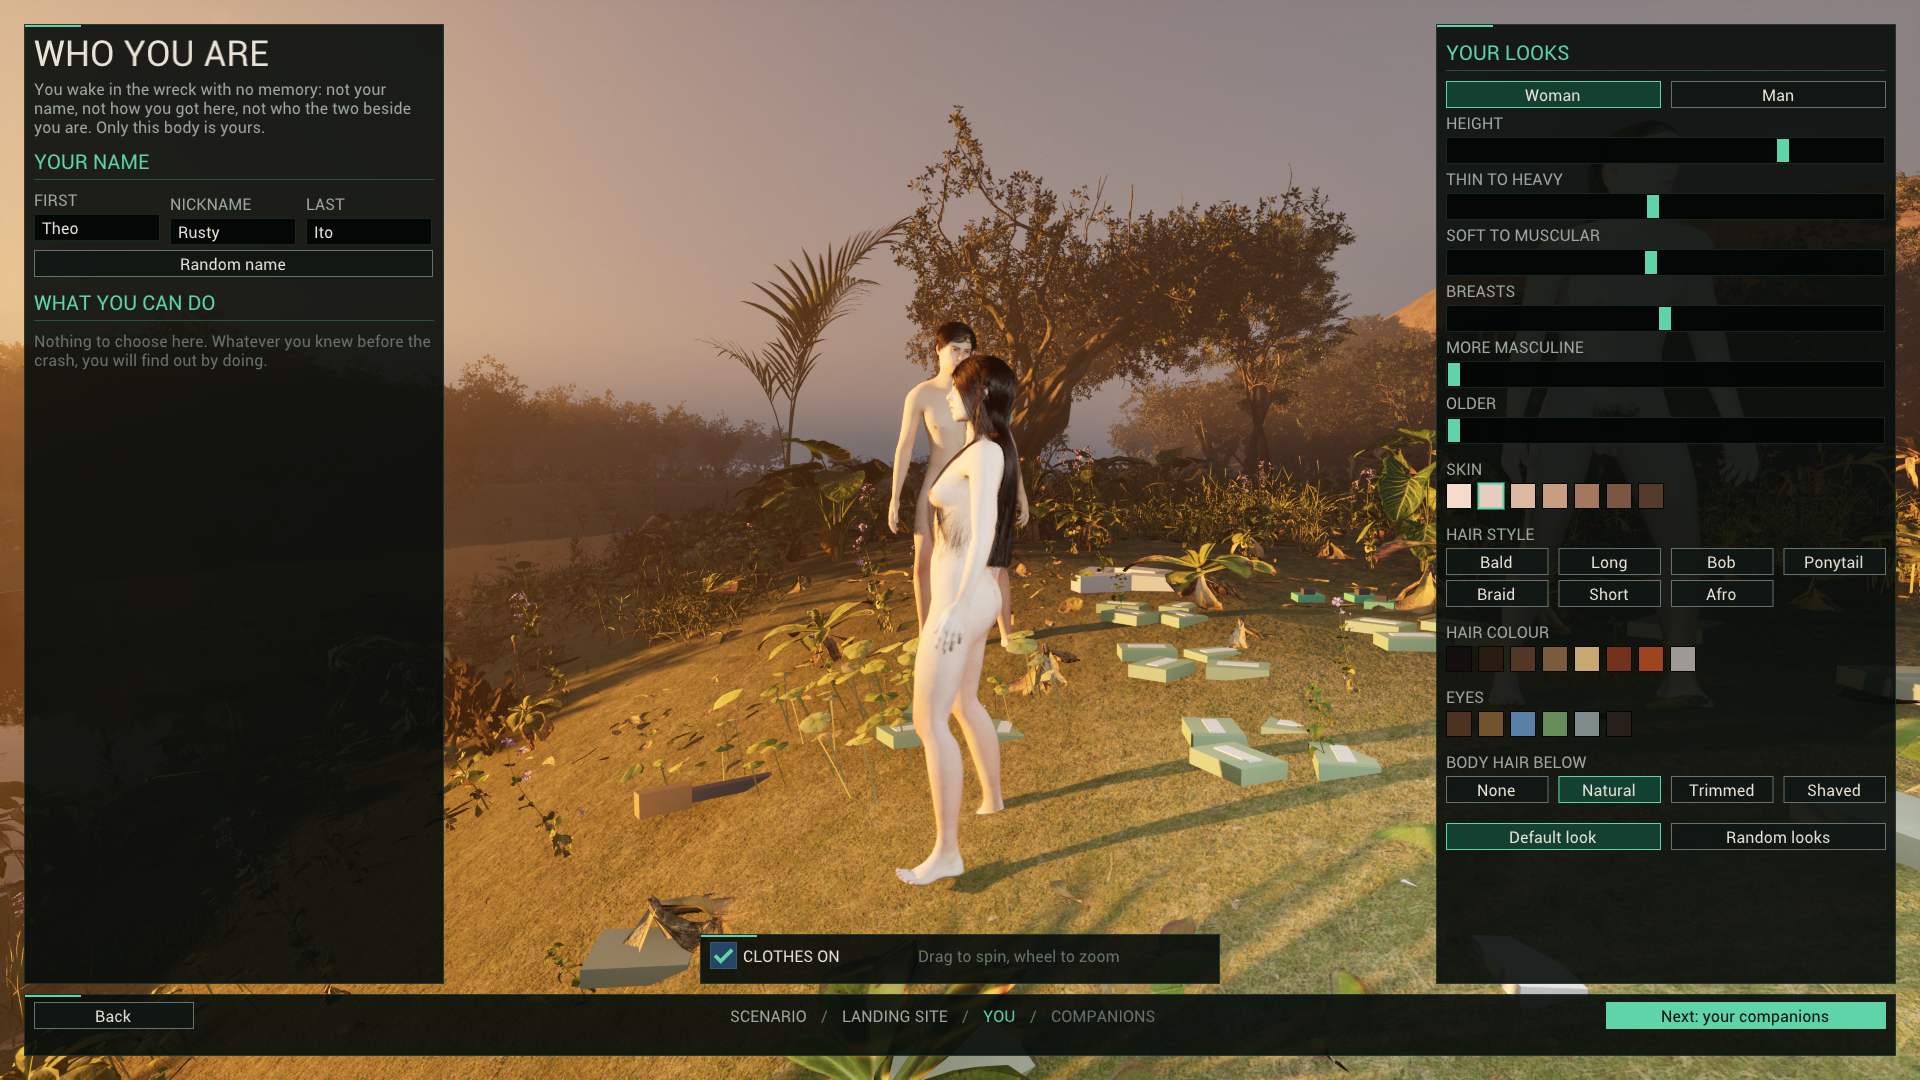 WHO YOU ARE
You wake in the wreck with no memory: not your
name, not how you got here, not who the two beside
you are. Only this body is yours.
YOUR NAME
FIRST
NICKNAME
LAST
Theo
Rusty
Ito
Random name
WHAT YOU CAN DO
Nothing to choose here. Whatever you knew before the
crash, you will find out by doing.
YOUR LOOKS
Woman
Man
HEIGHT
THIN TO HEAVY
SOFT TO MUSCULAR
BREASTS
MORE MASCULINE
OLDER
SKIN
HAIR STYLE
Bald
Long
Bob
Ponytail
Braid
Short
Afro
HAIR COLOUR
EYES
BODY HAIR BELOW
None
Natural
Trimmed
Shaved
Default look
Random looks
CLOTHES ON
Drag to spin, wheel to zoom
Back
SCENARIO / LANDING SITE / YOU / COMPANIONS
Next: your companions